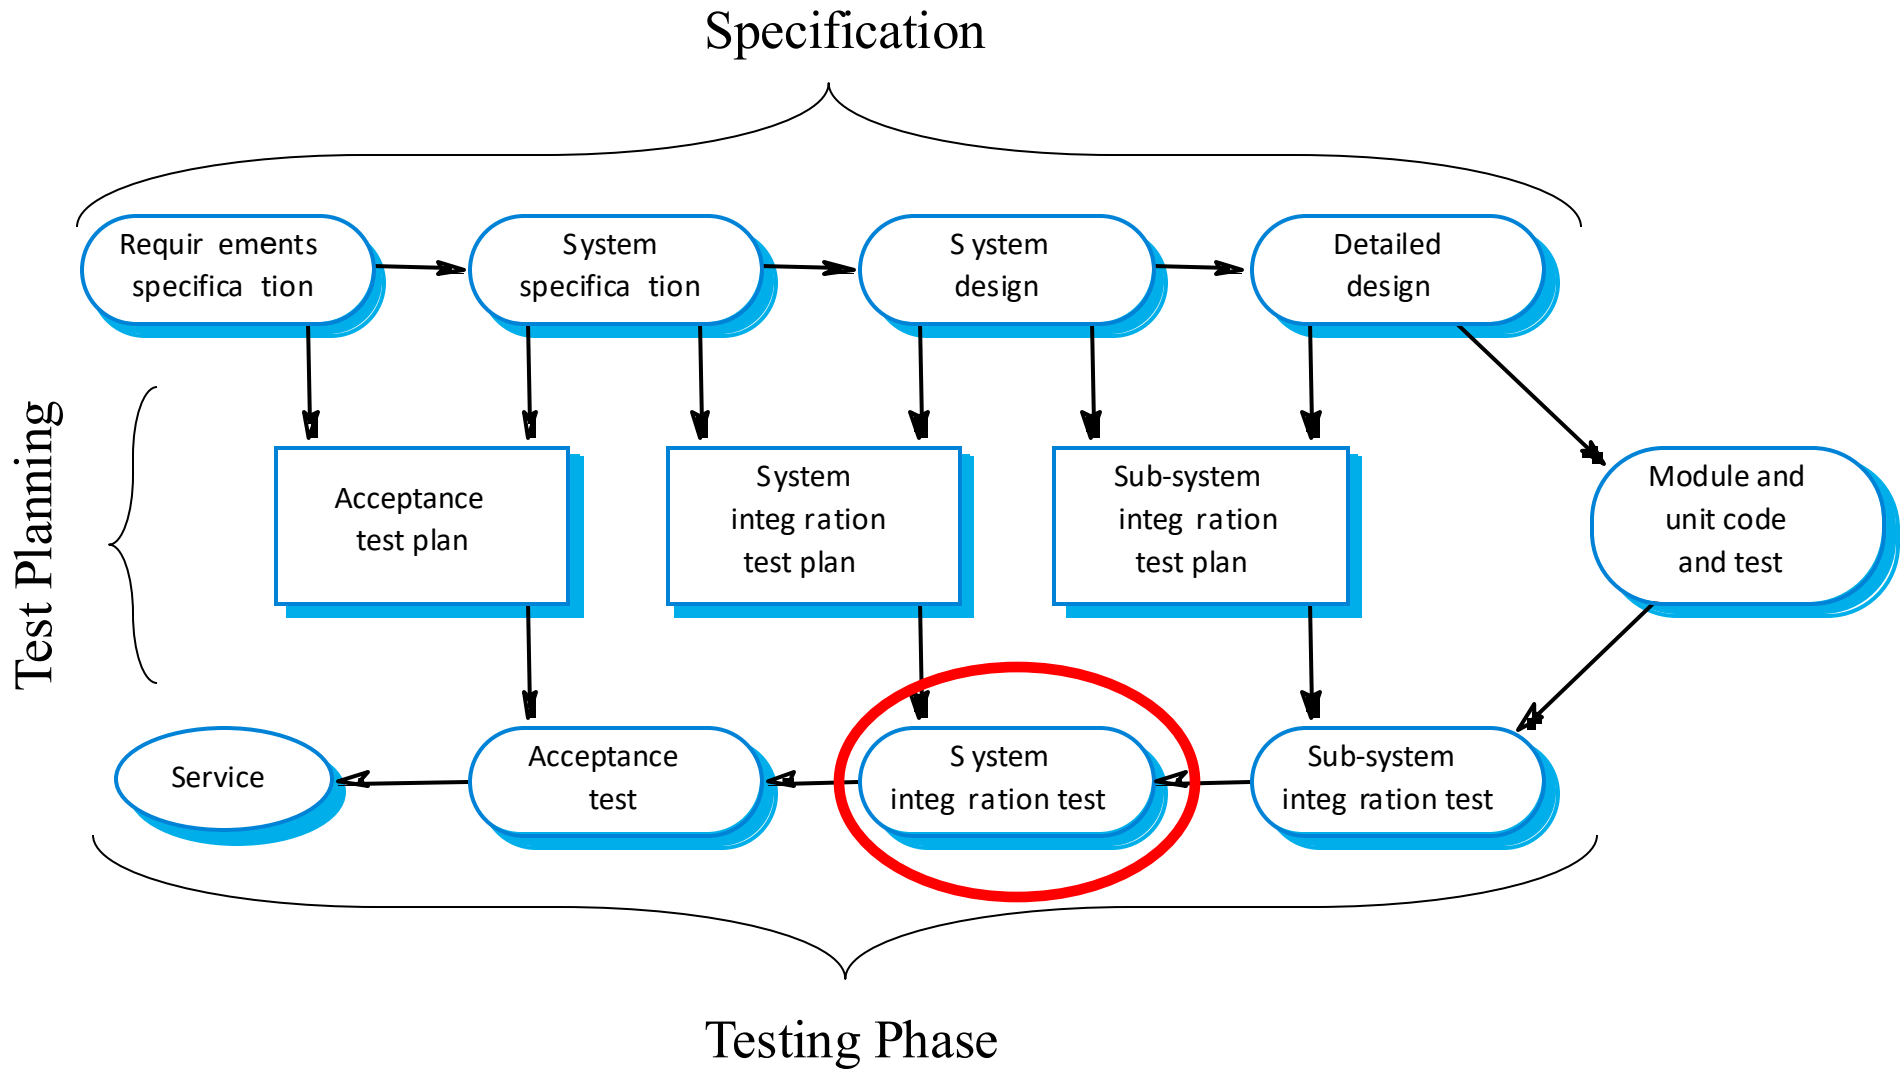 Specification
Requir ements
specifica tion
System
specifica tion
S ystem
design
Detailed
design
Test Planning
Acceptance
test plan
System
integ ration
test plan
Sub-system
integ ration
test plan
Module and
unit code
and test
Service
Acceptance
test
S ystem
integ ration test
Sub-system
integ ration test
Testing Phase